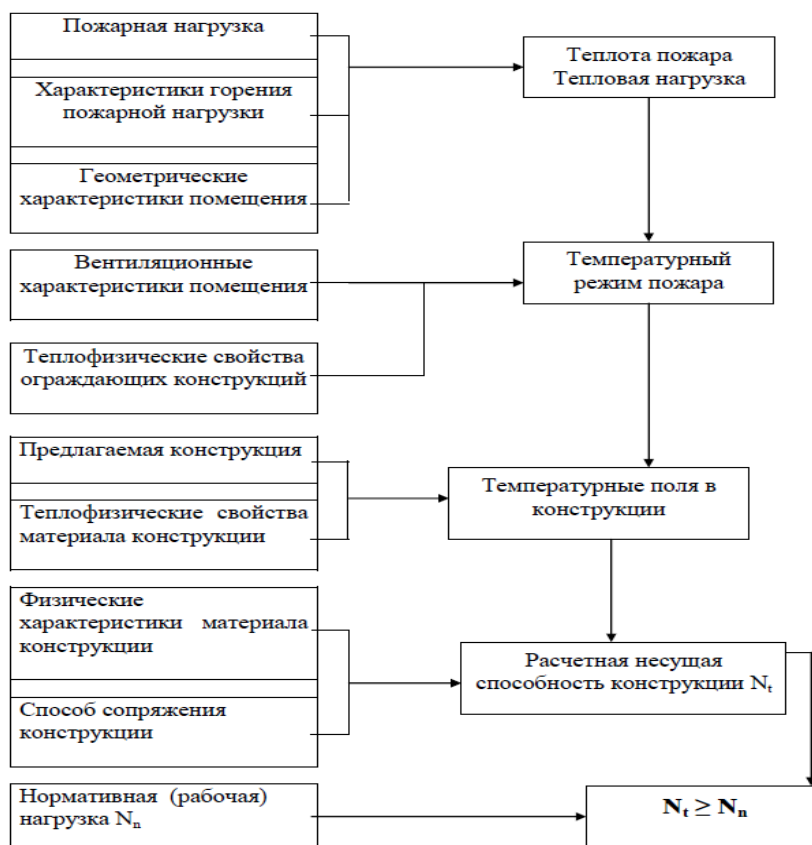 Пожарная нагрузка
Характеристики горения
пожарной нагрузки
Геометрические
характеристики помещения
Теплота пожара
Тепловая нагрузка
Вентиляционные
характеристики помещения
Теплофизические свойства
ограждающих конструкций
Температурный
режим пожара
Предлагаемая конструкция
Теплофизические свойства
материала конструкции
Температурные поля в
конструкции
Физические
характеристики материала
конструкции
Способ сопряжения
конструкции
Расчетная несущая
способность конструкции Nt
Нормативная (рабочая)
нагрузка Nn
Nt ≥ Nn